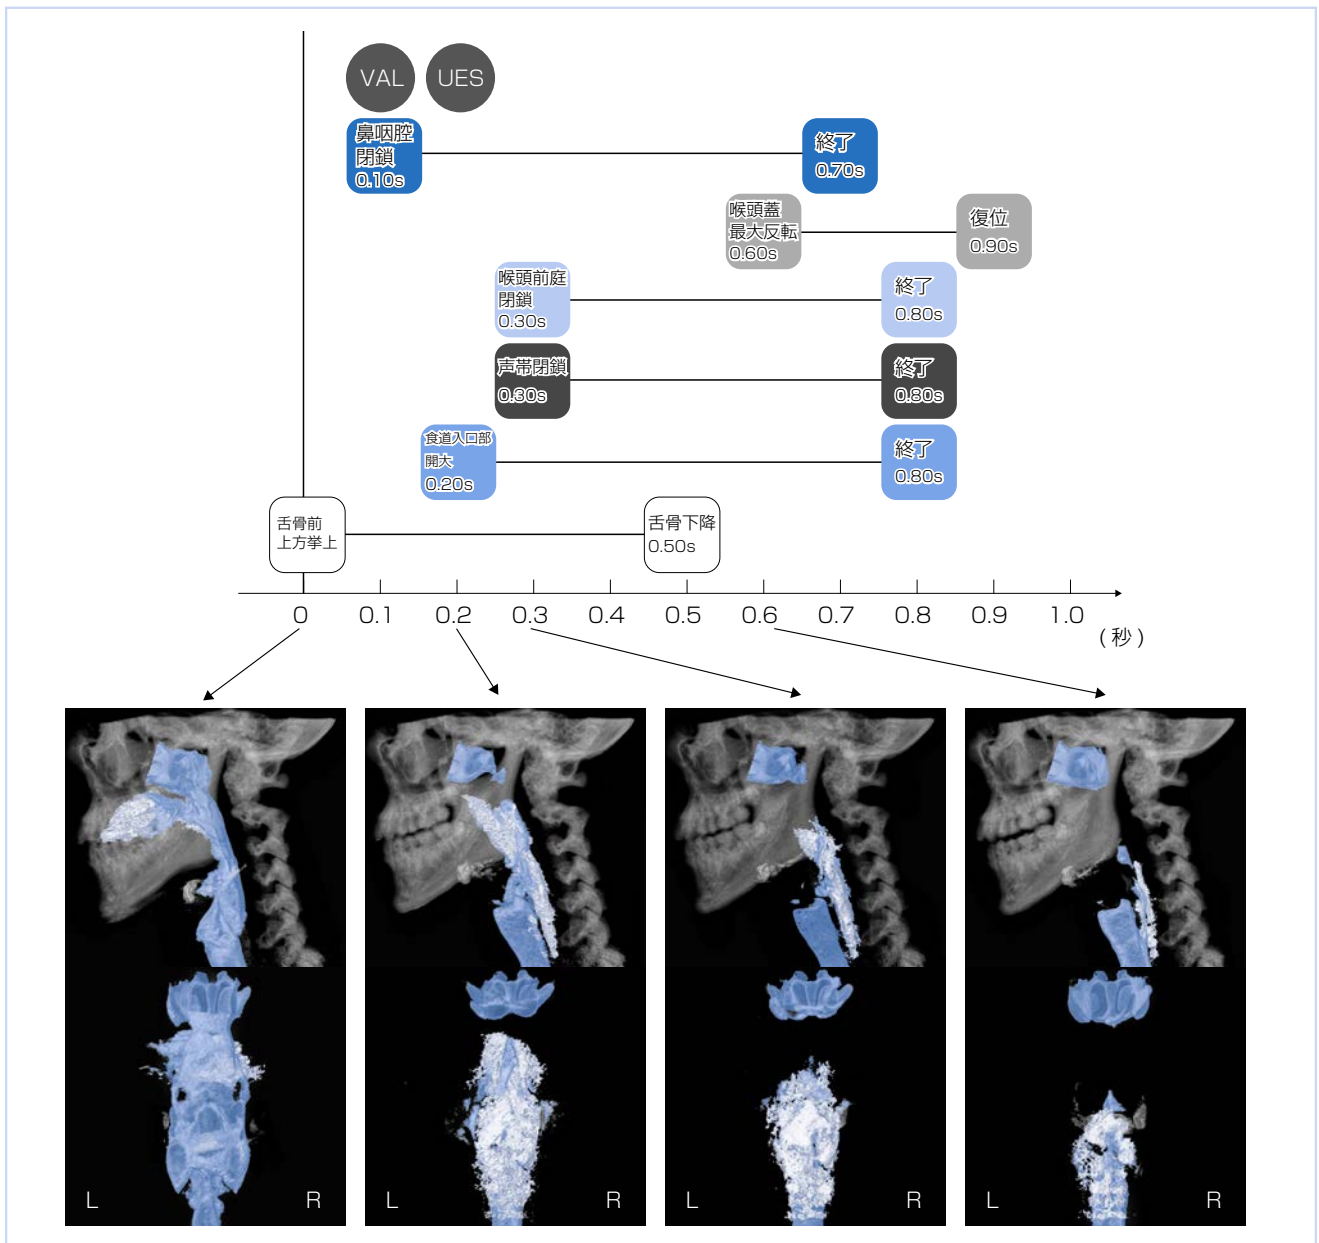 VAL UES
鼻咽腔
閉鎖
0.10s
終了
0.70s
喉頭蓋
最大反転
0.60s
復位
0.90s
喉頭前庭
閉鎖
0.30s
終了
0.80s
声帯閉鎖
0.30s
終了
0.80s
食道入口部
開大
0.20s
終了
0.80s
舌骨前
上方挙上
舌骨下降
0.50s
0 0.1 0.2 0.3 0.4 0.5 0.6 0.7 0.8 0.9 1.0
(秒)
L R L R L R L R